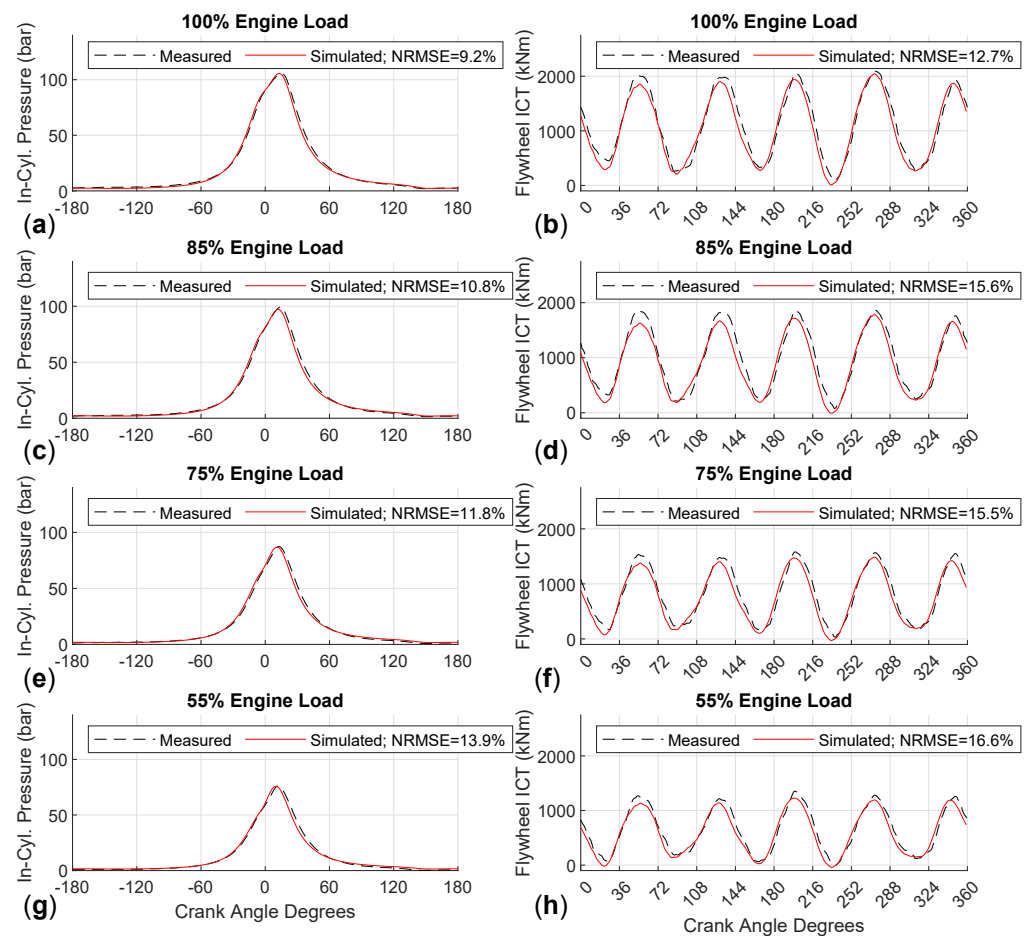 100% Engine Load
In-Cyl. Pressure (bar)
Measured Simulated; NRMSE=9.2%
100
50
0
-180 -120 -60 0 60 120 180
(a)
100% Engine Load
Flywheel ICT (kNm)
Measured Simulated; NRMSE=12.7%
2000
1000
0
0 36 72 108 144 180 216 252 288 324 360
(b)
85% Engine Load
In-Cyl. Pressure (bar)
Measured Simulated; NRMSE=10.8%
100
50
0
-180 -120 -60 0 60 120 180
(c)
85% Engine Load
Flywheel ICT (kNm)
Measured Simulated; NRMSE=15.6%
2000
1000
0
0 36 72 108 144 180 216 252 288 324 360
(d)
75% Engine Load
In-Cyl. Pressure (bar)
Measured Simulated; NRMSE=11.8%
100
50
0
-180 -120 -60 0 60 120 180
(e)
75% Engine Load
Flywheel ICT (kNm)
Measured Simulated; NRMSE=15.5%
2000
1000
0
0 36 72 108 144 180 216 252 288 324 360
(f)
55% Engine Load
In-Cyl. Pressure (bar)
Measured Simulated; NRMSE=13.9%
100
50
0
-180 -120 -60 0 60 120 180
(g)
Crank Angle Degrees
55% Engine Load
Flywheel ICT (kNm)
Measured Simulated; NRMSE=16.6%
2000
1000
0
0 36 72 108 144 180 216 252 288 324 360
(h)
Crank Angle Degrees